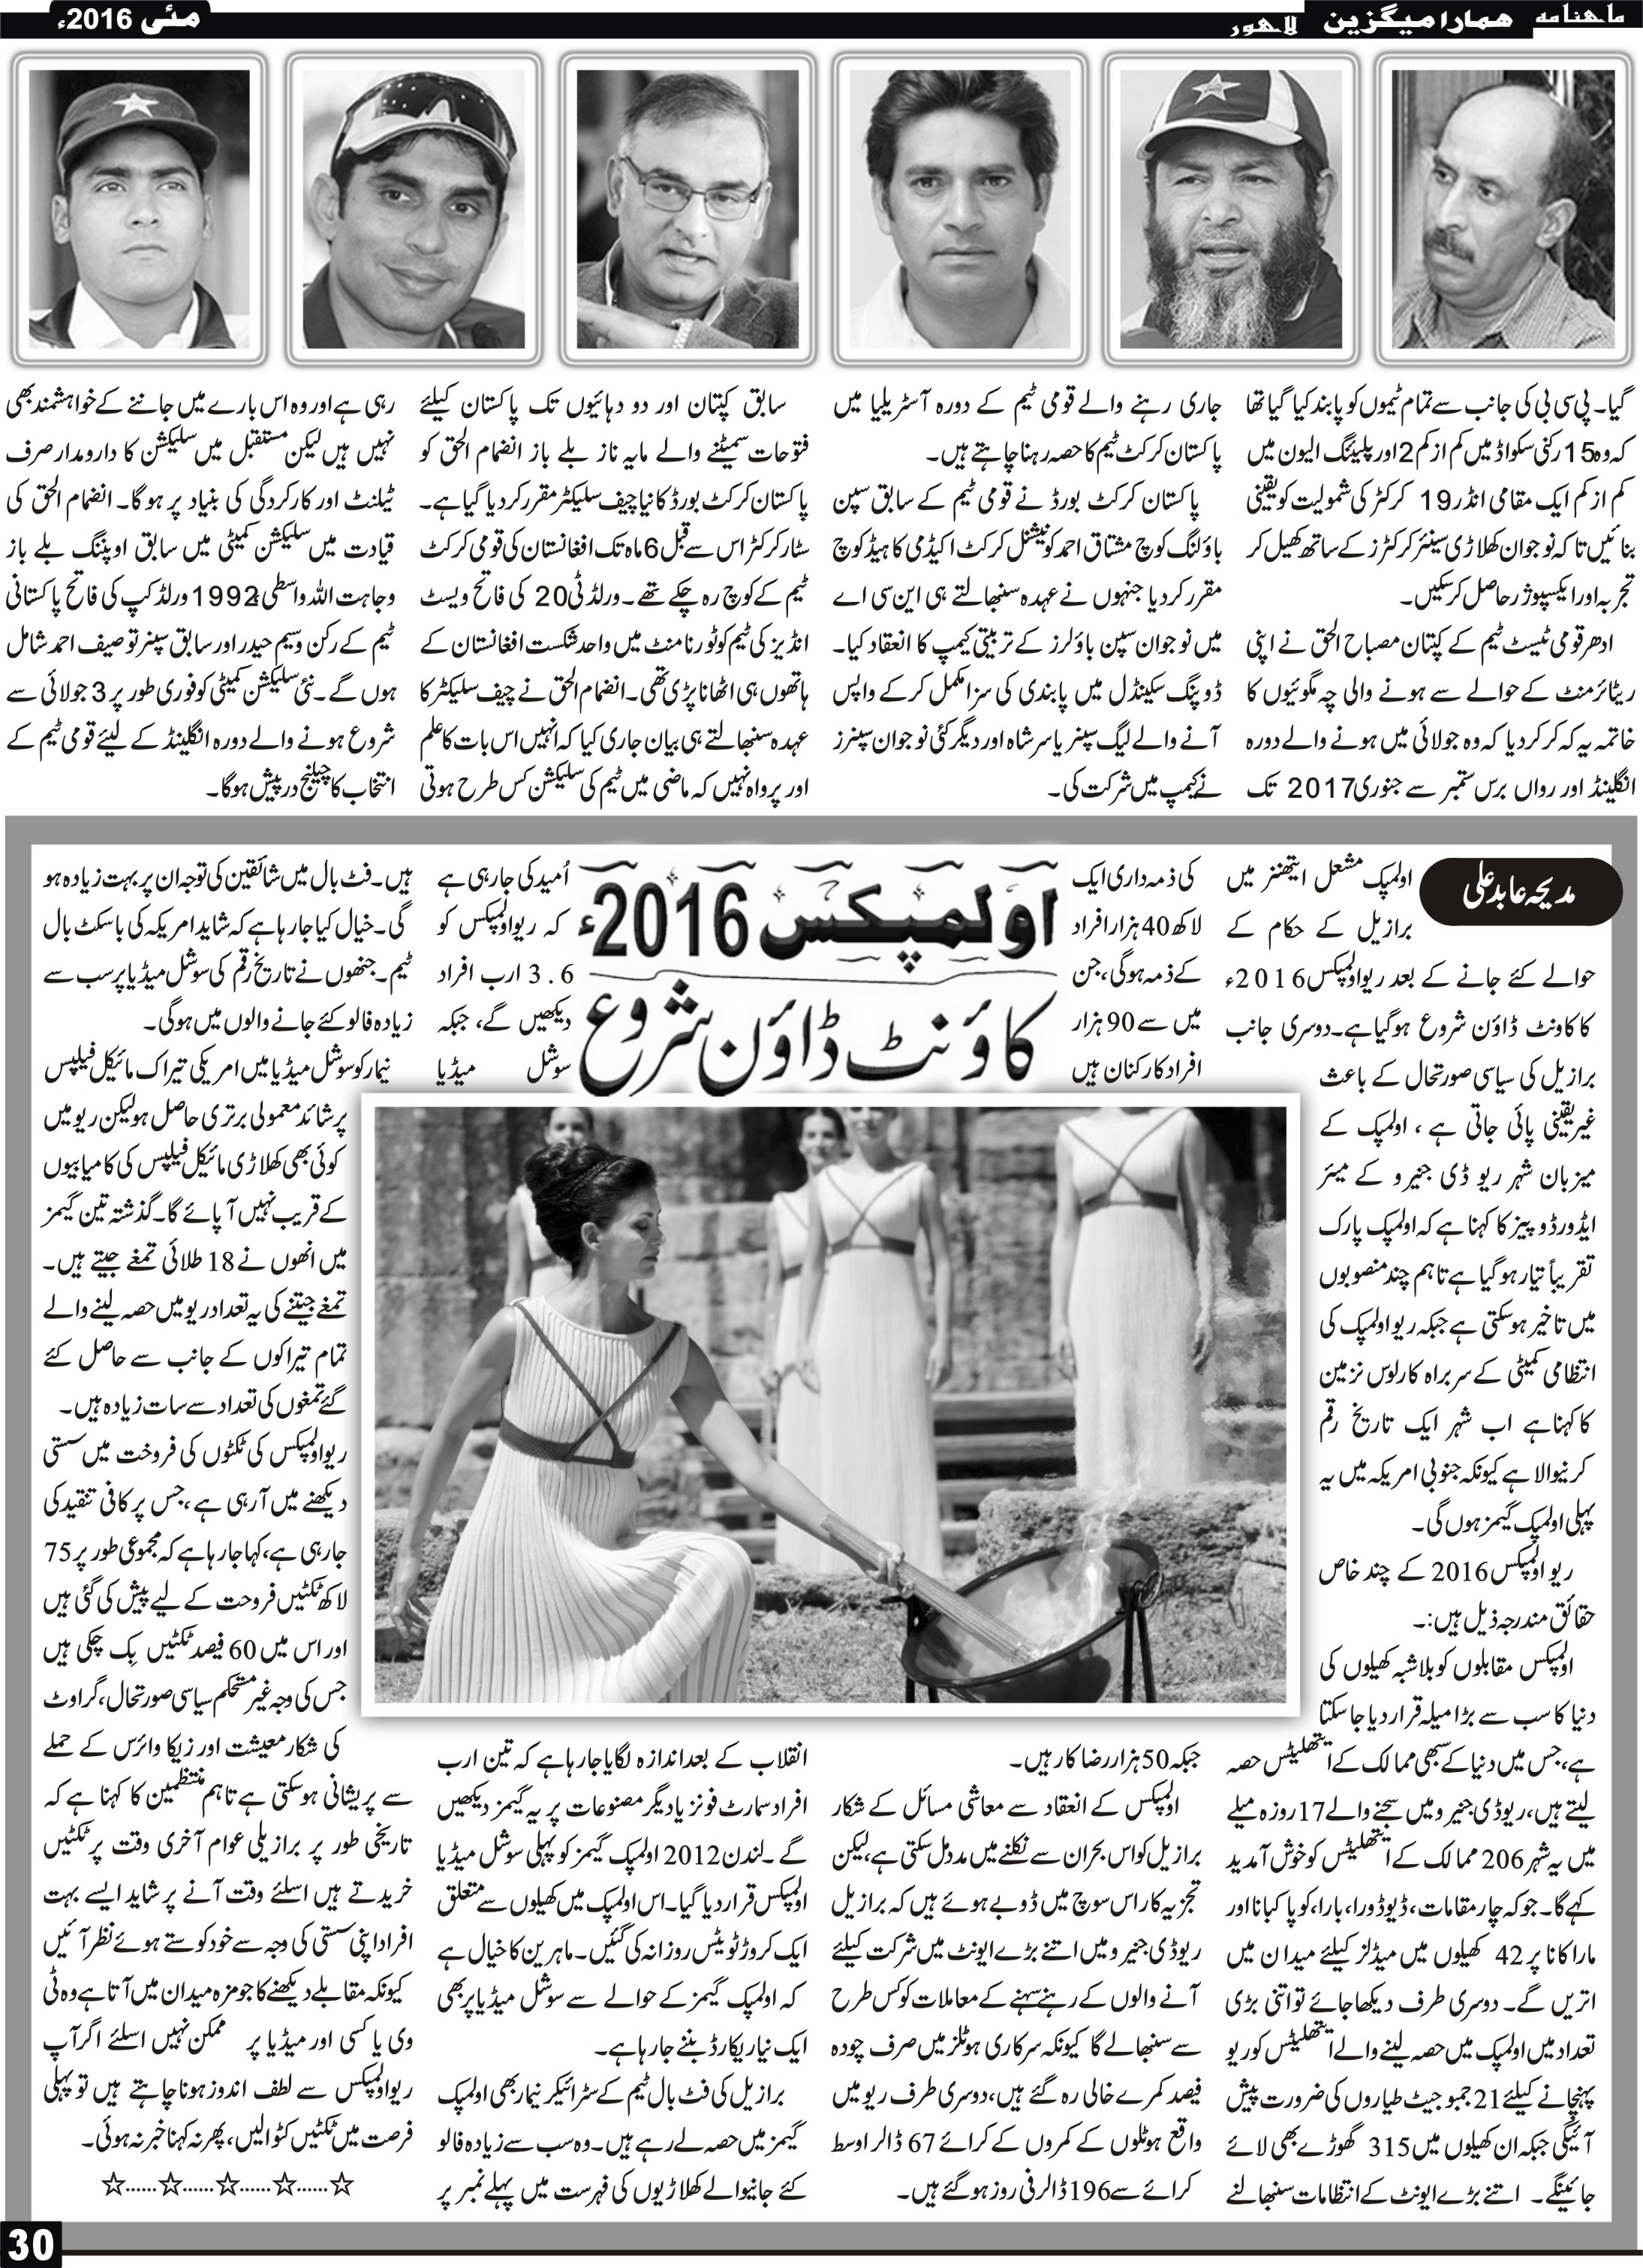 ماہنامہ ہمارا میگزین لاہور
مئی 2016ء
گیا۔ پی سی بی کی جانب سے تمام ٹیموں کو پابند کیا گیا تھا
کہ وہ 15 رکنی سکواڈ میں کم از کم 2 اور پلیئنگ الیون میں
کم از کم ایک مقامی انڈر 19 کرکٹر کی شمولیت کو یقینی
بنائیں تاکہ نوجوان کھلاڑی سینئر کرکٹرز کے ساتھ کھیل کر
تجربہ اور ایکسپوژر حاصل کر سکیں۔
ادھر قومی ٹیسٹ ٹیم کے کپتان مصباح الحق نے اپنی
ریٹائرمنٹ کے حوالے سے ہونے والی چہ مگوئیوں کا
خاتمہ یہ کہ کر کر دیا کہ وہ جولائی میں ہونے والے دورہ
انگلینڈ اور رواں برس ستمبر سے جنوری 2017 تک
جاری رہنے والے قومی ٹیم کے دورہ آسٹریلیا میں
پاکستان کرکٹ ٹیم کا حصہ رہنا چاہتے ہیں۔
پاکستان کرکٹ بورڈ نے قومی ٹیم کے سابق سپن
باؤلنگ کوچ مشتاق احمد کو نیشنل کرکٹ اکیڈمی کا ہیڈ کوچ
مقرر کر دیا جنہوں نے عہدہ سنبھالتے ہی این سی اے
میں نوجوان سپن باؤلرز کے تربیتی کیمپ کا انعقاد کیا۔
ڈوپنگ سکینڈل میں پابندی کی سزا مکمل کر کے واپس
آنے والے لیگ سپنر یاسر شاہ اور دیگر کئی نوجوان سپنرز
نے کیمپ میں شرکت کی۔
سابق کپتان اور دو دہائیوں تک پاکستان کیلئے
فتوحات سمیٹنے والے مایہ ناز بلے باز انضمام الحق کو
پاکستان کرکٹ بورڈ کا نیا چیف سلیکٹر مقرر کر دیا گیا ہے۔
سٹار کرکٹر اس سے قبل 6 ماہ تک افغانستان کی قومی کرکٹ
ٹیم کے کوچ رہ چکے تھے۔ ورلڈ ٹی 20 کی فاتح ویسٹ
انڈیز کی ٹیم کو ٹورنامنٹ میں واحد شکست افغانستان کے
ہاتھوں ہی اٹھانا پڑی تھی۔ انضمام الحق نے چیف سلیکٹر کا
عہدہ سنبھالتے ہی بیان جاری کیا کہ انہیں اس بات کا علم
اور پرواہ نہیں کہ ماضی میں ٹیم کی سلیکشن کس طرح ہوتی
رہی ہے اور وہ اس بارے میں جاننے کے خواہشمند بھی
نہیں ہیں لیکن مستقبل میں سلیکشن کا دارومدار صرف
ٹیلنٹ اور کارکردگی کی بنیاد پر ہو گا۔ انضمام الحق کی
قیادت میں سلیکشن کمیٹی میں سابق اوپننگ بلے باز
وجاہت اللہ واسطی، 1992ء ورلڈ کپ کی فاتح پاکستانی
ٹیم کے رکن وسیم حیدر اور سابق سپنر توصیف احمد شامل
ہوں گے۔ نئی سلیکشن کمیٹی کو فوری طور پر 3 جولائی سے
شروع ہونے والے دورہ انگلینڈ کے لیئے قومی ٹیم کے
انتخاب کا چیلنج درپیش ہوگا۔
اولمپکس 2016ء
کاؤنٹ ڈاؤن شروع
مدیحہ عابد علی
اولمپک مشعل ایتھنز میں
برازیل کے حکام کے
حوالے کئے جانے کے بعد ریو اولمپکس 2016ء
کا کاونٹ ڈاؤن شروع ہو گیا ہے۔ دوسری جانب
برازیل کی سیاسی صورتحال کے باعث
غیر یقینی پائی جاتی ہے ، اولمپک کے
میزبان شہر ریو ڈی جنیرو کے میئر
ایڈورڈو پیز کا کہنا ہے کہ اولمپک پارک
تقریباً تیار ہو گیا ہے تاہم چند منصوبوں
میں تاخیر ہو سکتی ہے جبکہ ریو اولمپک کی
انتظامی کمیٹی کے سربراہ کارلوس نزمین
کا کہنا ہے اب شہر ایک تاریخ رقم
کرنیوالا ہے کیونکہ جنوبی امریکہ میں یہ
پہلی اولمپک گیمز ہوں گی۔
ریو اولمپکس 2016 کے چند خاص
حقائق مندرجہ ذیل ہیں:۔
اولمپکس مقابلوں کو بلاشبہ کھیلوں کی
دنیا کا سب سے بڑا میلہ قرار دیا جا سکتا
ہے، جس میں دنیا کے سبھی ممالک کے ایتھلیٹس حصہ
لیتے ہیں، ریوڈی جنیرو میں سجنے والے 17 روزہ میلے
میں یہ شہر 206 ممالک کے ایتھلیٹس کو خوش آمدید
کہے گا۔ جو کہ چار مقامات، ڈیوڈورا، بارا، کوپا کبانا اور
ماراکانا پر 42 کھیلوں میں میڈلز کیلئے میدان میں
اتریں گے۔ دوسری طرف دیکھا جائے تو اتنی بڑی
تعداد میں اولمپک میں حصہ لینے والے ایتھلیٹس کو ریو
پہنچانے کیلئے 21 جمبو جیٹ طیاروں کی ضرورت پیش
آئیگی جبکہ ان کھیلوں میں 315 گھوڑے بھی لائے
جائینگے۔ اتنے بڑے ایونٹ کے انتظامات سنبھالنے
کی ذمہ داری ایک
لاکھ 40 ہزار افراد
کے ذمہ ہوگی، جن
میں سے 90 ہزار
افراد کارکنان ہیں
جبکہ 50 ہزار رضا کار ہیں۔
اولمپکس کے انعقاد سے معاشی مسائل کے شکار
برازیل کو اس بحران سے نکلنے میں مدد مل سکتی ہے، لیکن
تجزیہ کار اس سوچ میں ڈوبے ہوئے ہیں کہ برازیل
ریوڈی جنیرو میں اتنے بڑے ایونٹ میں شرکت کیلئے
آنے والوں کے رہنے سہنے کے معاملات کو کس طرح
سے سنبھالے گا کیونکہ سرکاری ہوٹلز میں صرف چودہ
فیصد کمرے خالی رہ گئے ہیں، دوسری طرف ریو میں
واقع ہوٹلوں کے کمروں کے کرائے 67 ڈالر اوسط
کرائے سے 196 ڈالر فی روز ہو گئے ہیں۔
اُمید کی جارہی ہے
کہ ریو اولمپکس کو
3.6 ارب افراد
دیکھیں گے، جبکہ
سوشل میڈیا
انقلاب کے بعد اندازہ لگایا جا رہا ہے کہ تین ارب
افراد سمارٹ فونز یا دیگر مصنوعات پر یہ گیمز دیکھیں
گے ۔ لندن 2012 اولمپک گیمز کو پہلی سوشل میڈیا
اولمپکس قرار دیا گیا۔ اس اولمپک میں کھیلوں سے متعلق
ایک کروڑ ٹویٹس روزانہ کی گئیں۔ ماہرین کا خیال ہے
کہ اولمپک گیمز کے حوالے سے سوشل میڈیا پر بھی
ایک نیا ریکارڈ بننے جا رہا ہے۔
برازیل کی فٹ بال ٹیم کے سٹرائیکر نیمار بھی اولمپک
گیمز میں حصہ لے رہے ہیں۔ وہ سب سے زیادہ فالو
کئے جانیوالے کھلاڑیوں کی فہرست میں پہلے نمبر پر
ہیں۔ فٹ بال میں شائقین کی توجہ ان پر بہت زیادہ ہو
گی۔ خیال کیا جا رہا ہے کہ شاید امریکہ کی باسکٹ بال
ٹیم۔ جنھوں نے تاریخ رقم کی سوشل میڈیا پر سب سے
زیادہ فالو کئے جانے والوں میں ہوگی۔
نیمار کو سوشل میڈیا میں امریکی تیراک مائیکل فیلپس
پر شائد معمولی برتری حاصل ہو لیکن ریو میں
کوئی بھی کھلاڑی مائیکل فیلپس کی کامیابیوں
کے قریب نہیں آ پائے گا۔ گذشتہ تین گیمز
میں انھوں نے 18 طلائی تمغے جیتے ہیں۔
تمغے جیتنے کی یہ تعداد ریو میں حصہ لینے والے
تمام تیراکوں کے جانب سے حاصل کئے
گئے تمغوں کی تعداد سے سات زیادہ ہیں۔
ریو اولمپکس کی ٹکٹوں کی فروخت میں سستی
دیکھنے میں آرہی ہے ، جس پر کافی تنقید کی
جا رہی ہے، کہا جا رہا ہے کہ مجموعی طور پر 75
لاکھ ٹکٹیں فروخت کے لیے پیش کی گئی ہیں
اور اس میں 60 فیصد ٹکٹیں بِک چکی ہیں
جس کی وجہ غیر مستحکم سیاسی صورتحال، گراوٹ
کی شکار معیشت اور زیکا وائرس کے حملے
سے پریشانی ہو سکتی ہے تاہم منتظمین کا کہنا ہے کہ
تاریخی طور پر برازیلی عوام آخری وقت پر ٹکٹیں
خریدتے ہیں اسلئے وقت آنے پر شاید ایسے بہت
افراد اپنی سستی کی وجہ سے خود کو کوستے ہوئے نظر آئیں
کیونکہ مقابلے دیکھنے کا جو مزہ میدان میں آتا ہے وہ ٹی
وی یا کسی اور میڈیا پر ممکن نہیں اسلئے اگر آپ
ریو اولمپکس سے لطف اندوز ہونا چاہتے ہیں تو پہلی
فرصت میں ٹکٹیں کٹوا لیں، پھر نہ کہنا خبر نہ ہوئی۔
☆......☆......☆......☆......☆
30